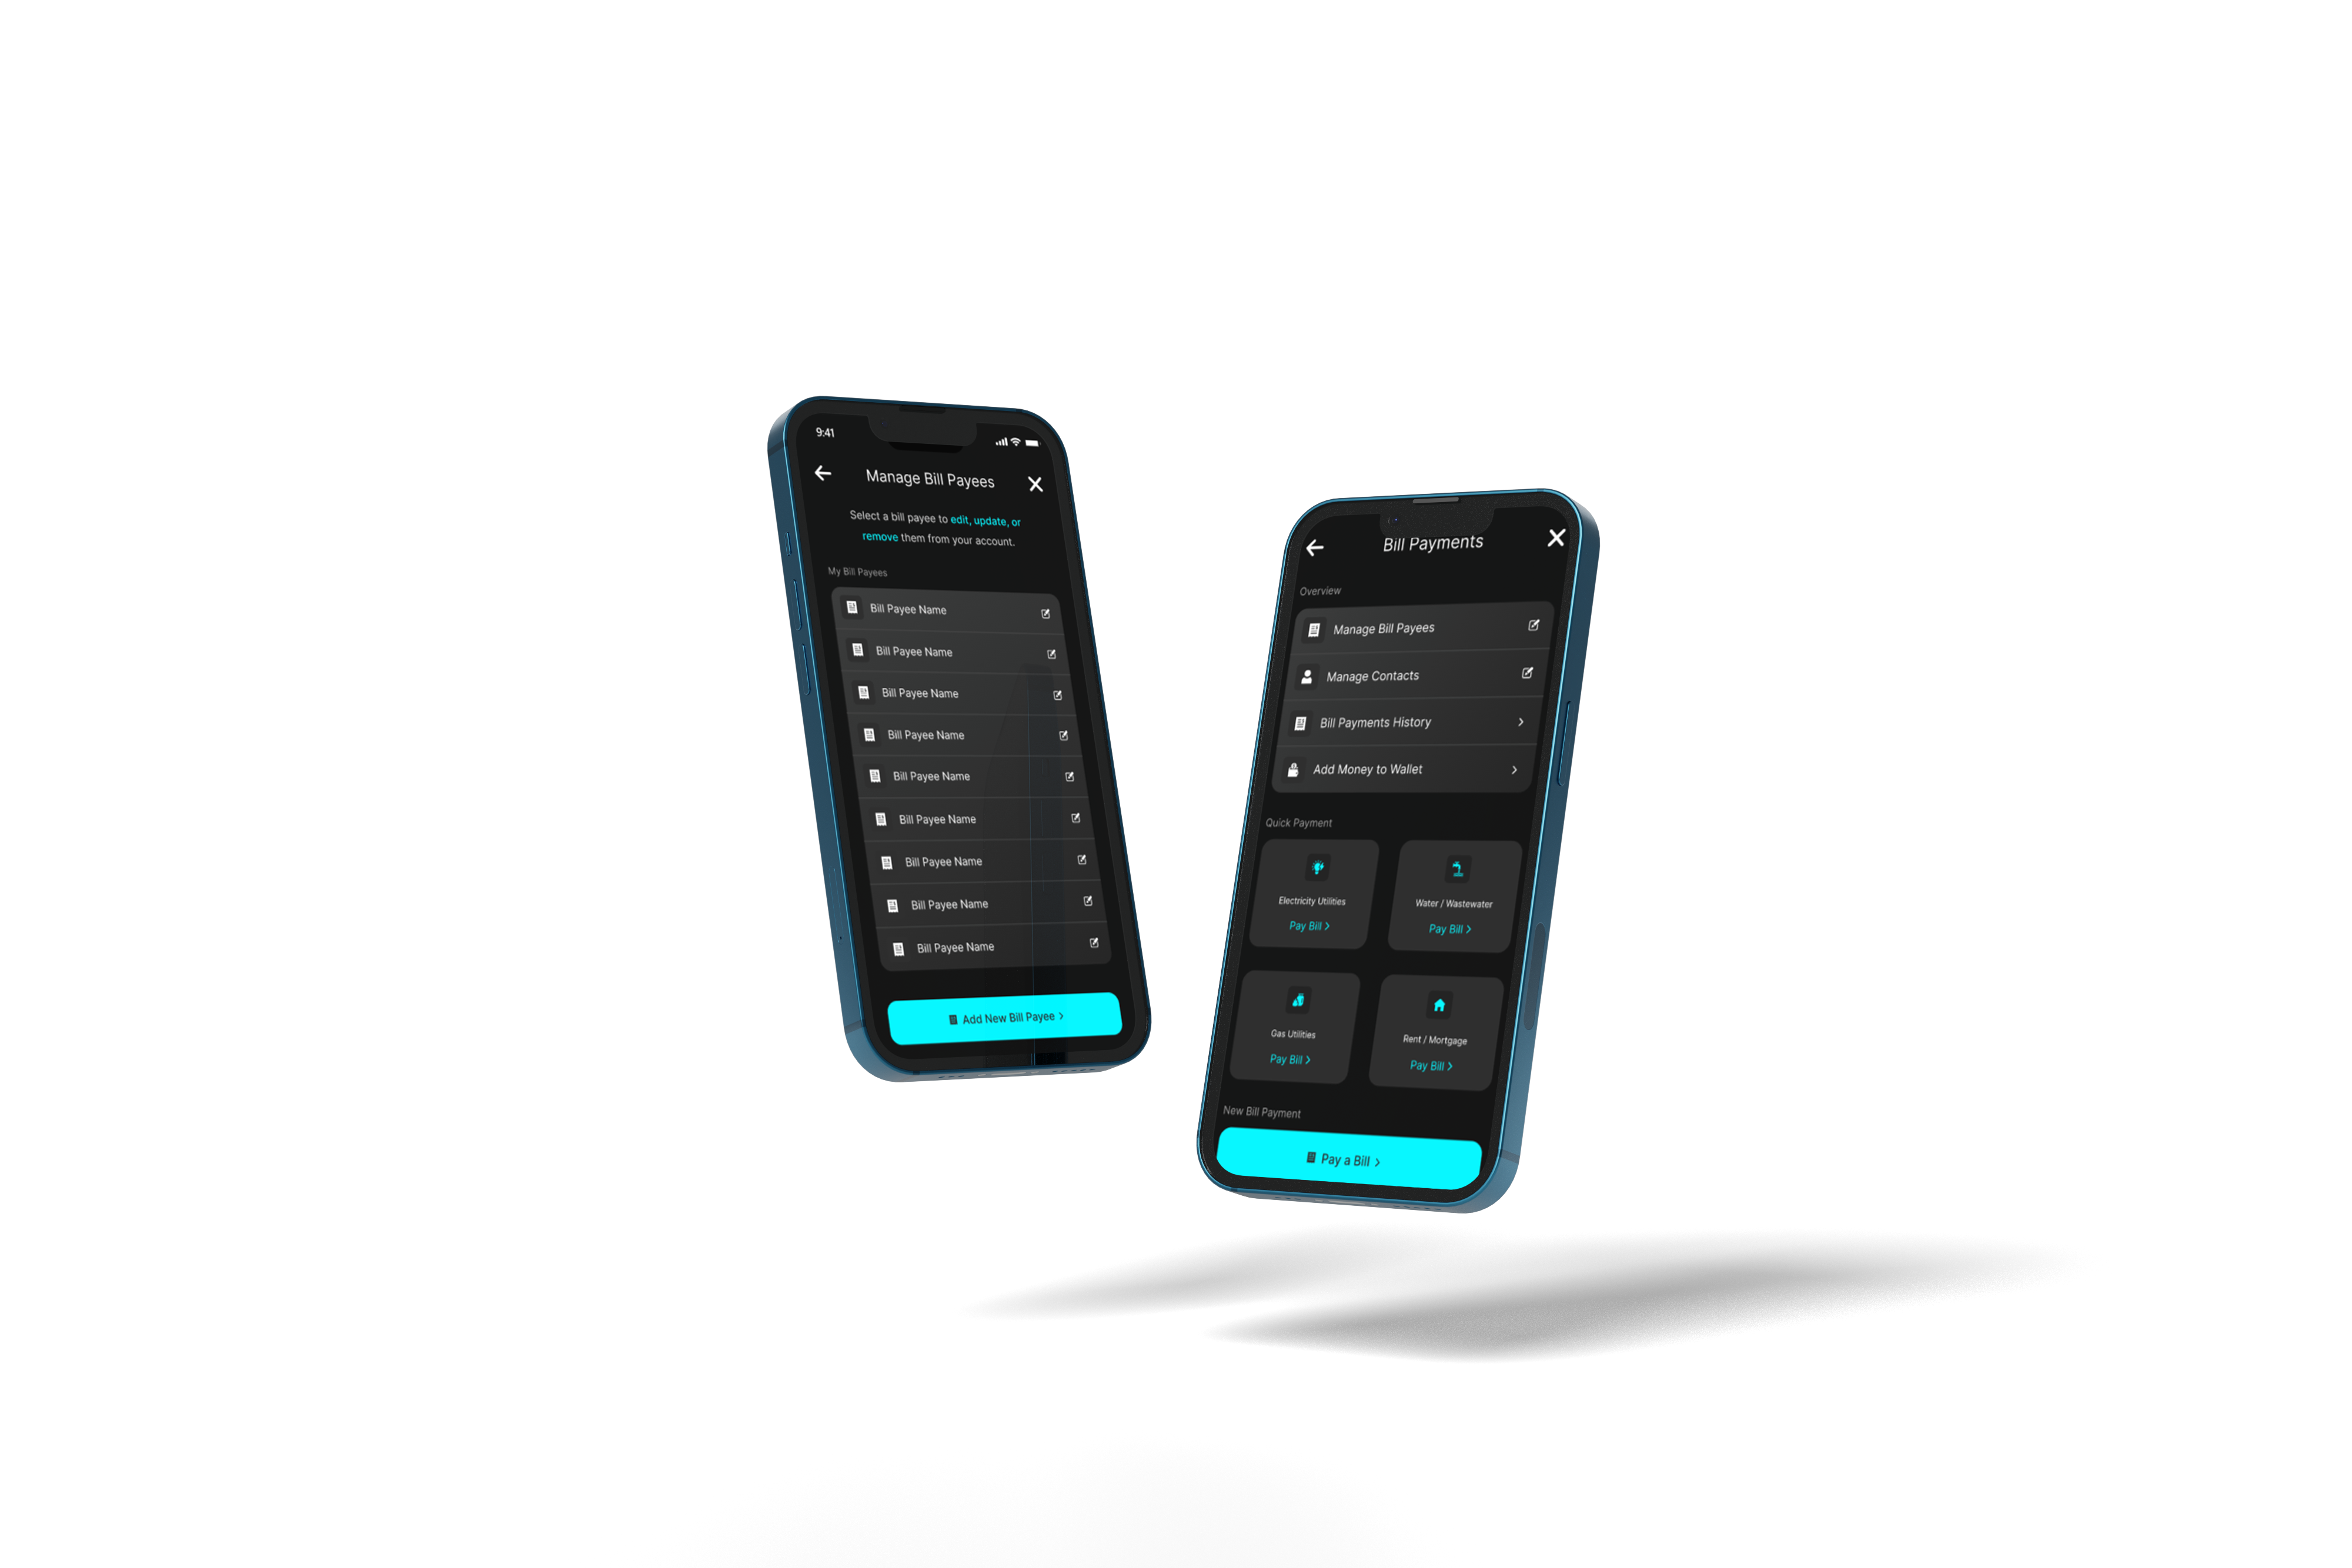 9:41
Manage Bill Payees
Select a bill payee to edit, update, or
remove them from your account.
My Bill Payees
Bill Payee Name
Bill Payee Name
Bill Payee Name
Bill Payee Name
Bill Payee Name
Bill Payee Name
Bill Payee Name
Bill Payee Name
Bill Payee Name
Add New Bill Payee >
Bill Payments
Overview
Manage Bill Payees
Manage Contacts
Bill Payments History >
Add Money to Wallet >
Quick Payment
Electricity Utilities
Pay Bill >
Water / Wastewater
Pay Bill >
Gas Utilities
Pay Bill >
Rent / Mortgage
Pay Bill >
New Bill Payment
Pay a Bill >